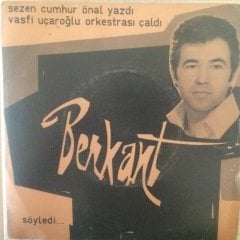 sezen cumhur önal yazdı
vasfi uçaroğlu orkestrası çaldı
Berkant
söyledi...